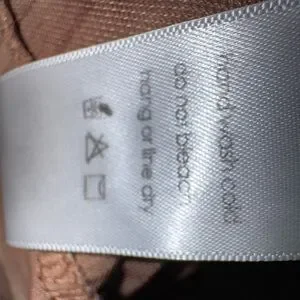 hand wash cold
do not bleach
hang or line dry